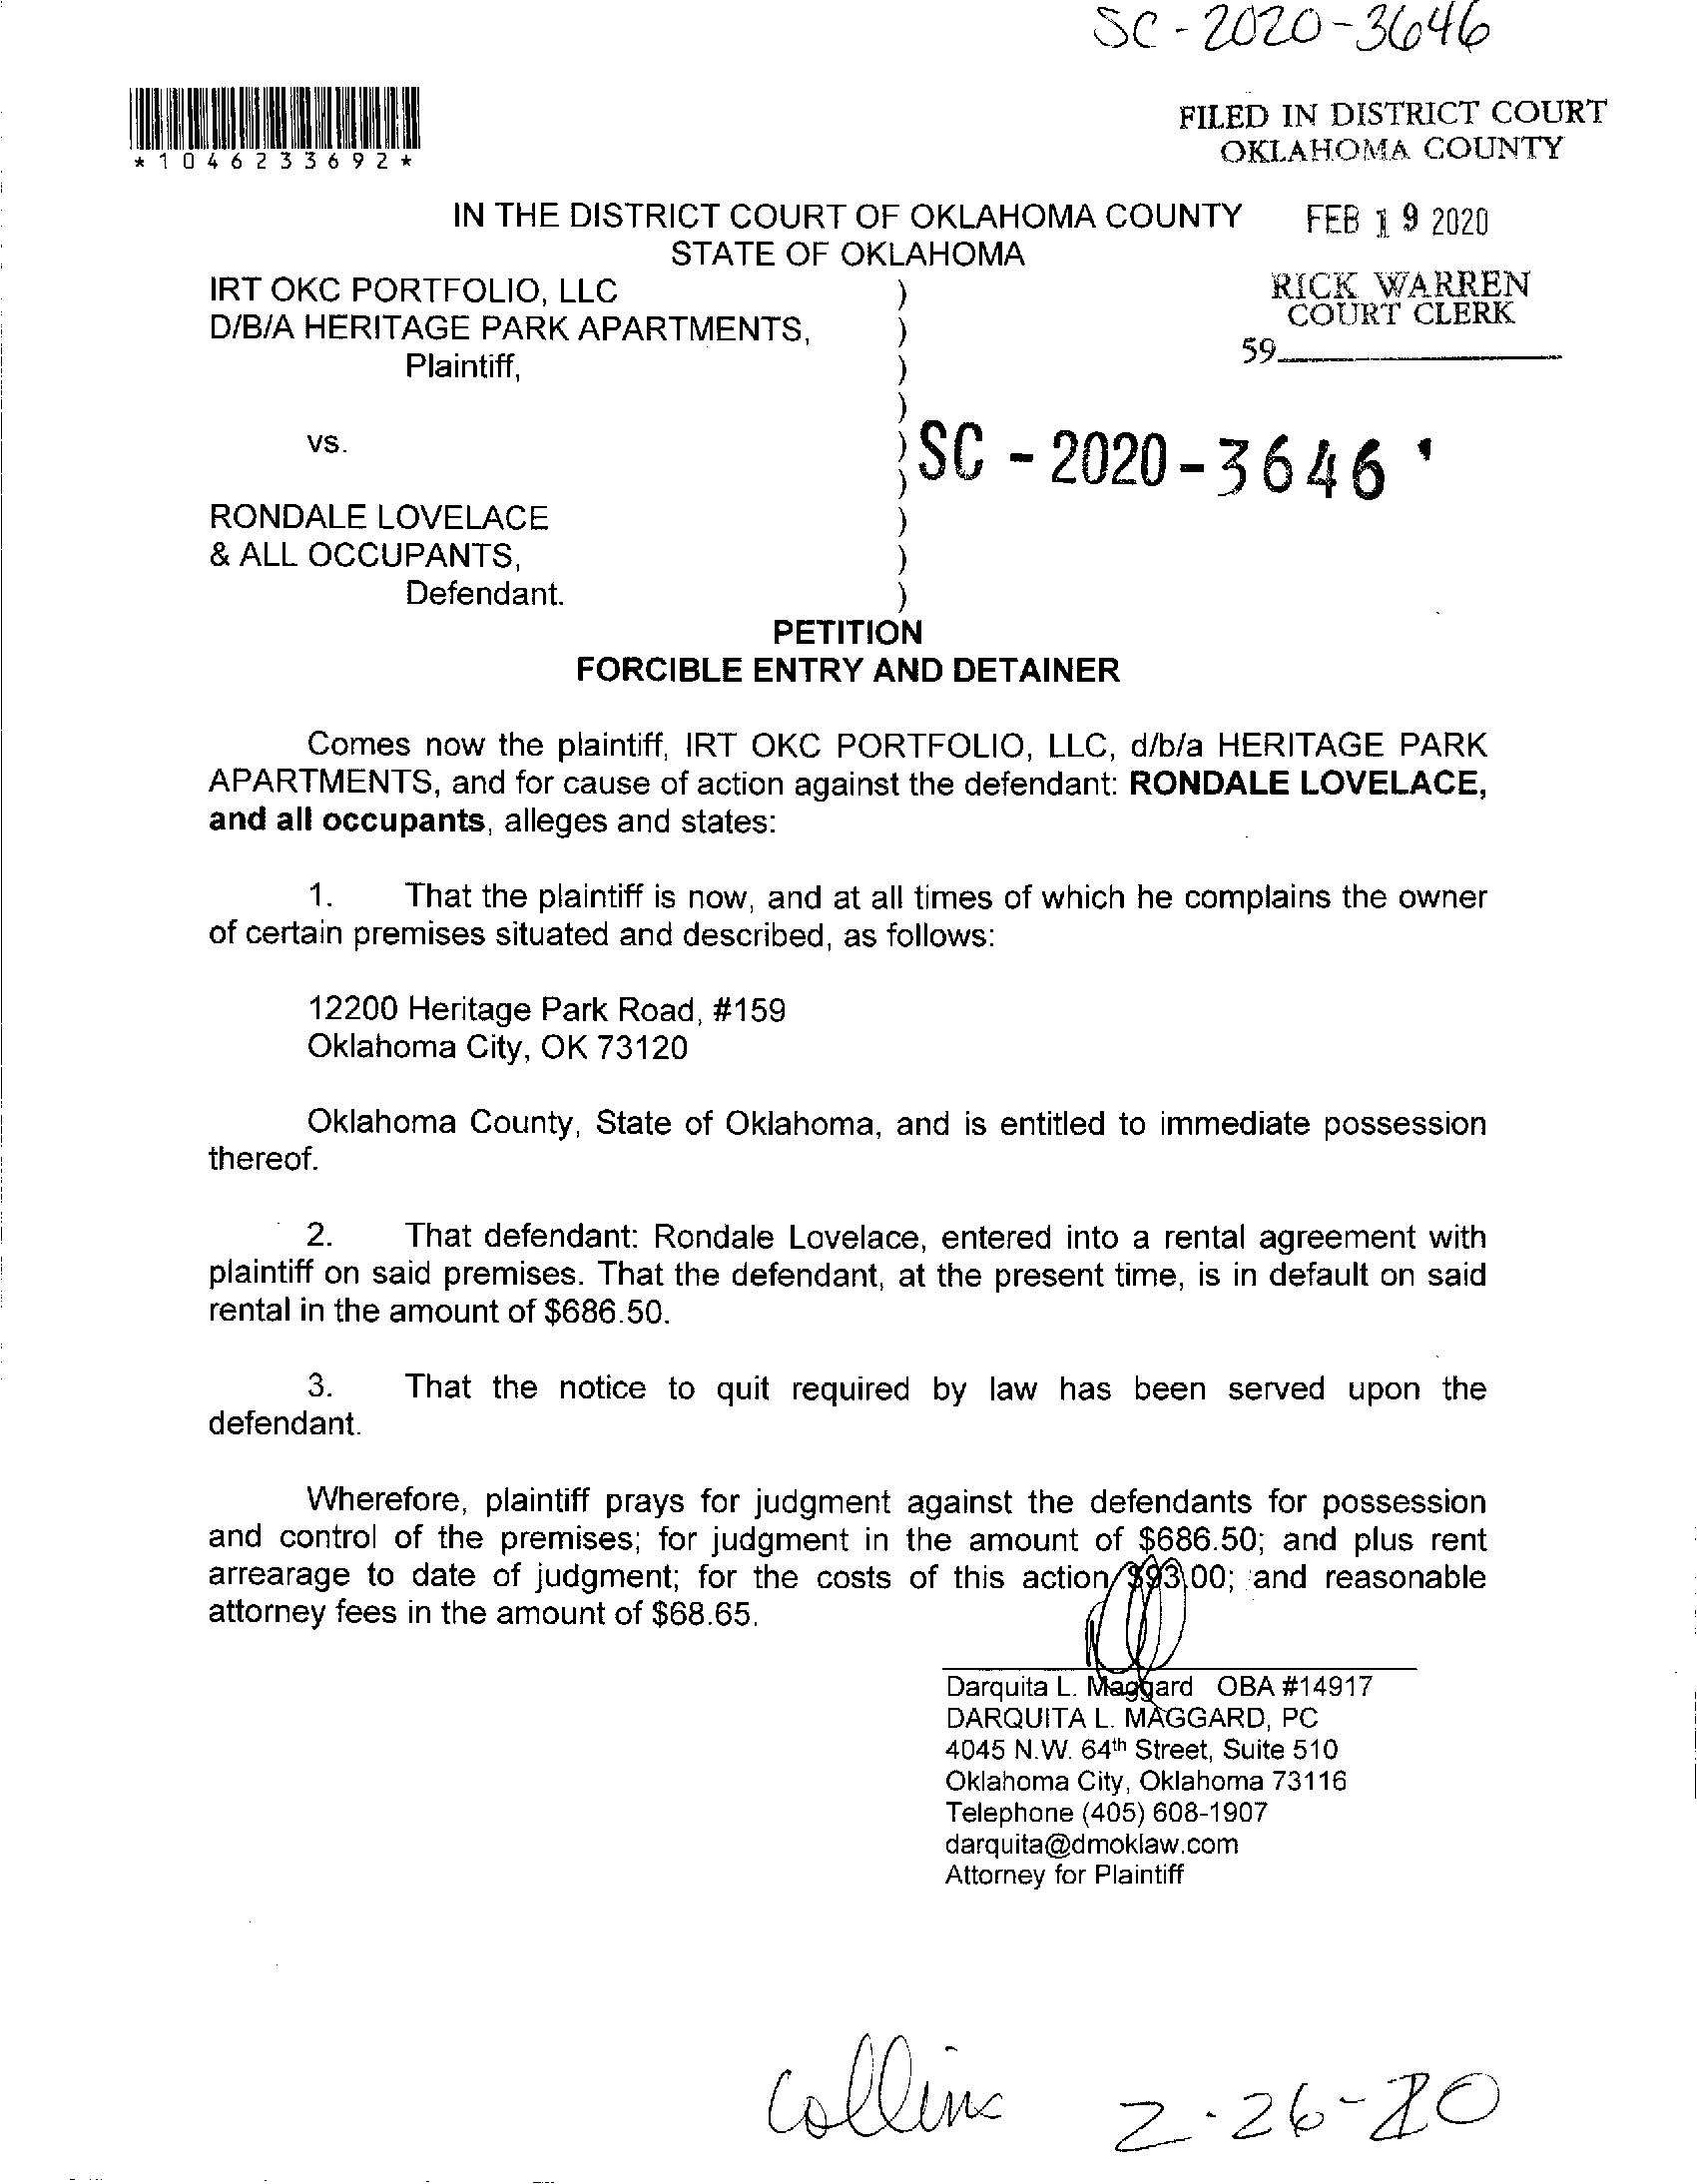 SC-2020-3646
*1046233692*
FILED IN DISTRICT COURT
OKLAHOMA COUNTY
IN THE DISTRICT COURT OF OKLAHOMA COUNTY
FEB 19 2020
STATE OF OKLAHOMA
IRT OKC PORTFOLIO, LLC )
RICK WARREN
COURT CLERK
D/B/A HERITAGE PARK APARTMENTS, )
59
Plaintiff, )
)
vs. )
SC - 2020 - 3646
)
RONDALE LOVELACE )
& ALL OCCUPANTS, )
Defendant. )
PETITION
FORCIBLE ENTRY AND DETAINER
Comes now the plaintiff, IRT OKC PORTFOLIO, LLC, d/b/a HERITAGE PARK
APARTMENTS, and for cause of action against the defendant: RONDALE LOVELACE,
and all occupants, alleges and states:
1. That the plaintiff is now, and at all times of which he complains the owner
of certain premises situated and described, as follows:
12200 Heritage Park Road, #159
Oklahoma City, OK 73120
Oklahoma County, State of Oklahoma, and is entitled to immediate possession
thereof.
2. That defendant: Rondale Lovelace, entered into a rental agreement with
plaintiff on said premises. That the defendant, at the present time, is in default on said
rental in the amount of $686.50.
3. That the notice to quit required by law has been served upon the
defendant.
Wherefore, plaintiff prays for judgment against the defendants for possession
and control of the premises; for judgment in the amount of $686.50; and plus rent
arrearage to date of judgment; for the costs of this action $93.00; and reasonable
attorney fees in the amount of $68.65.
Darquita L. Maggard OBA #14917
DARQUITA L. MAGGARD, PC
4045 N.W. 64th Street, Suite 510
Oklahoma City, Oklahoma 73116
Telephone (405) 608-1907
darquita@dmoklaw.com
Attorney for Plaintiff
Collins 2-26-20